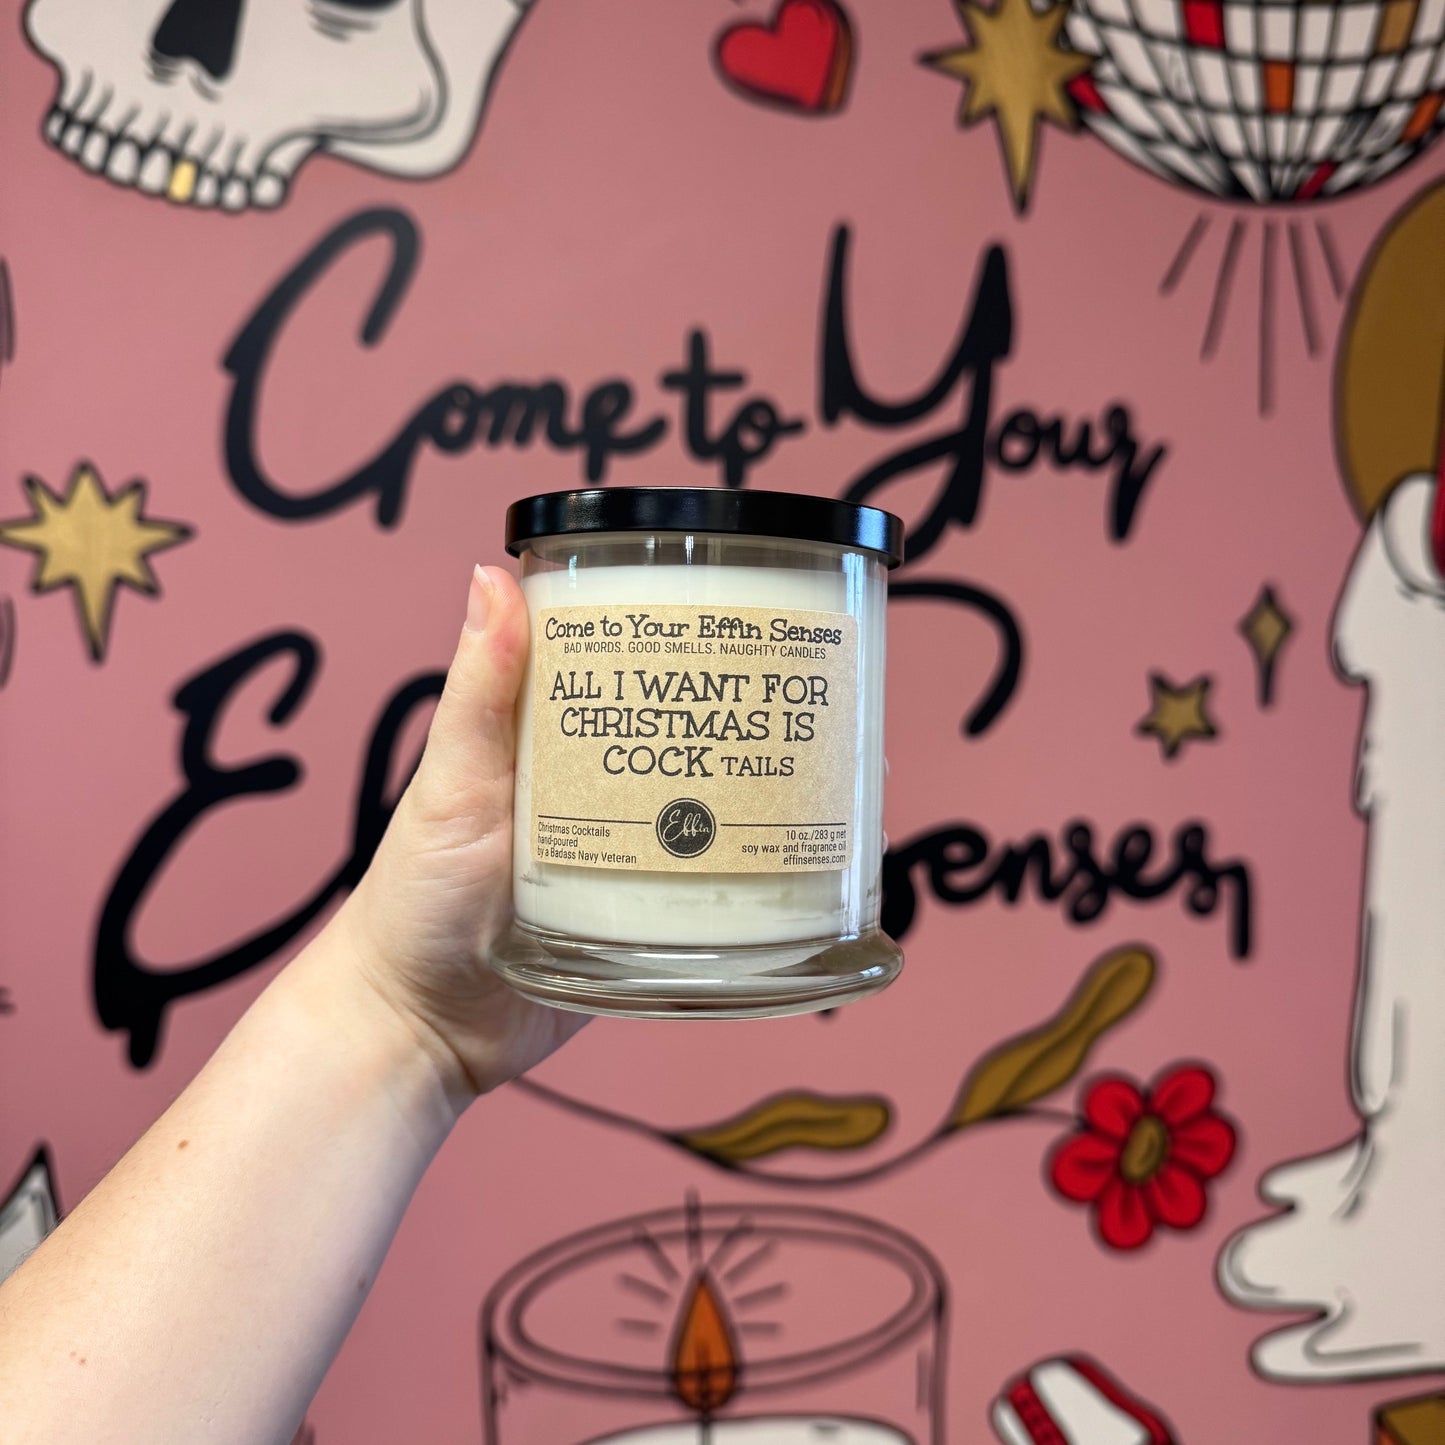 Come to Your
Effin Senses
Come to Your Effin Senses
BAD WORDS. GOOD SMELLS. NAUGHTY CANDLES
ALL I WANT FOR
CHRISTMAS IS
COCK TAILS
Effin
Christmas Cocktails
hand-poured
by a Badass Navy Veteran
10 oz./283 g net
soy wax and fragrance oil
effinsenses.com